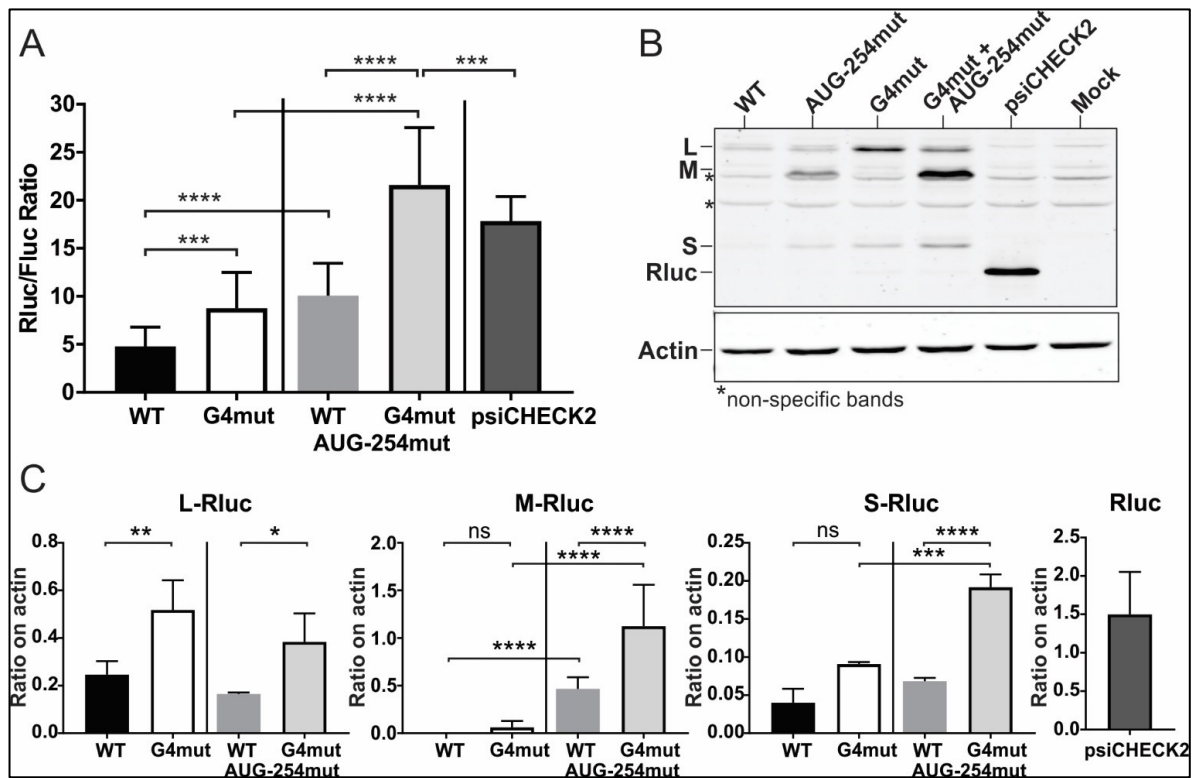 A
**** ***
****
****
***
30
25
20
15
10
5
0
Rluc/Fluc Ratio
WT G4mut WT G4mut psiCHECK2
AUG-254mut
B
WT
AUG-254mut
G4mut
G4mut +
AUG-254mut
psiCHECK2
Mock
L
M
*
*
S
Rluc
Actin
*non-specific bands
C
L-Rluc
** *
0.8
0.6
0.4
0.2
0.0
Ratio on actin
WT G4mut WT G4mut
AUG-254mut
M-Rluc
ns ****
****
****
2.0
1.5
1.0
0.5
0.0
Ratio on actin
WT G4mut WT G4mut
AUG-254mut
S-Rluc
ns ****
***
0.25
0.20
0.15
0.10
0.05
0.00
Ratio on actin
WT G4mut WT G4mut
AUG-254mut
Rluc
2.5
2.0
1.5
1.0
0.5
0.0
Ratio on actin
psiCHECK2